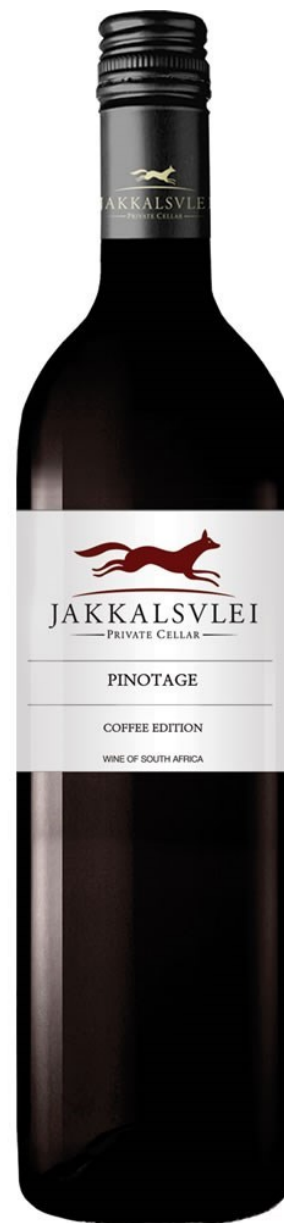 JAKKALSVLEI
PRIVATE CELLAR
JAKKALSVLEI
PRIVATE CELLAR
PINOTAGE
COFFEE EDITION
WINE OF SOUTH AFRICA